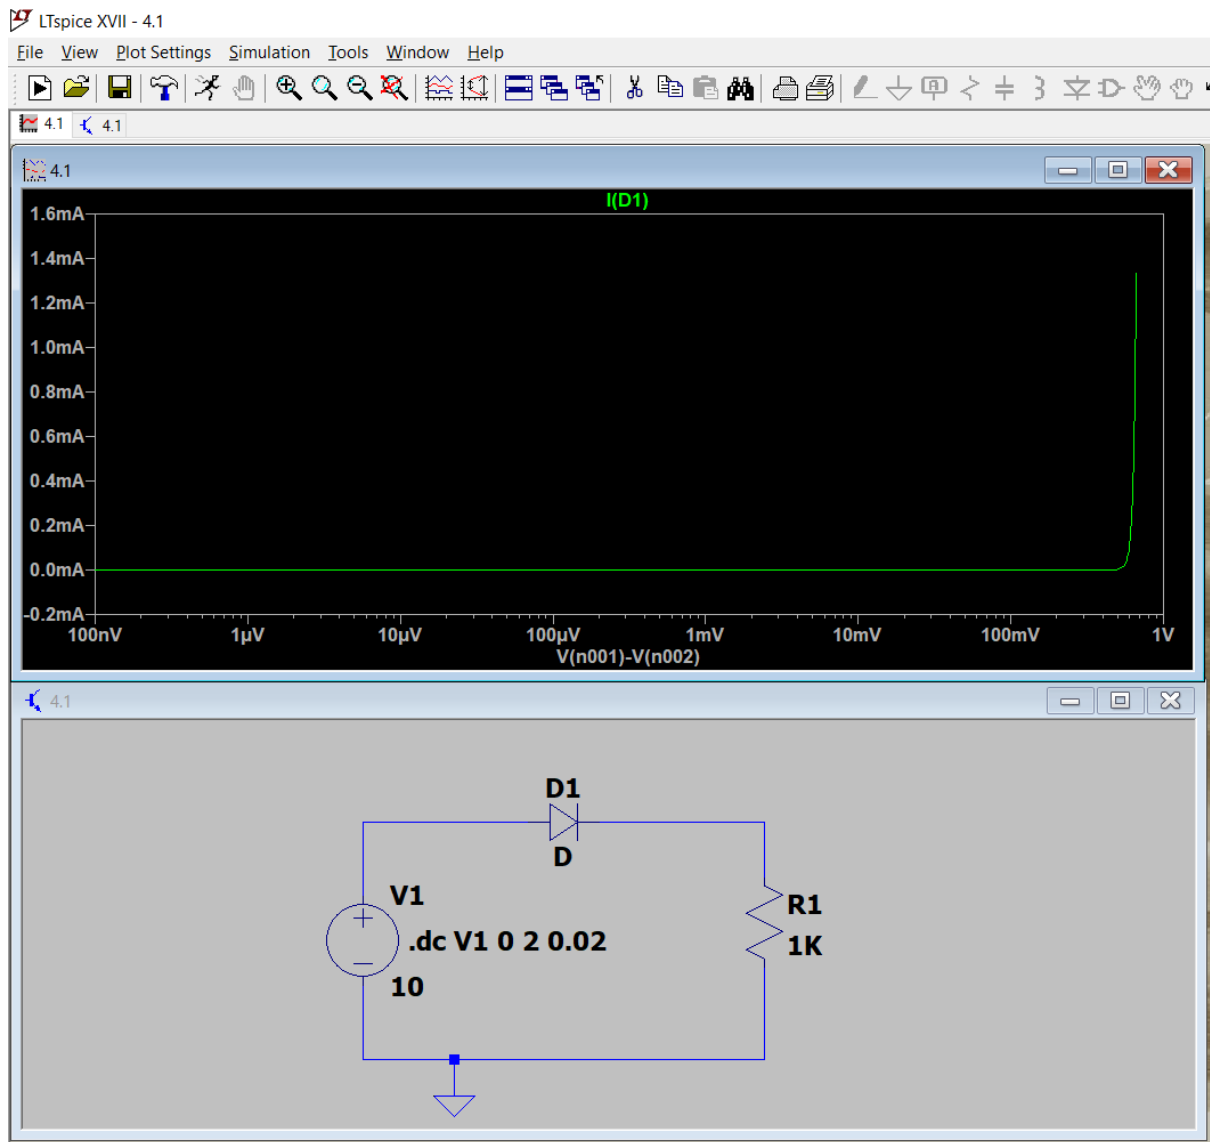 LTspice XVII - 4.1
File View Plot Settings Simulation Tools Window Help
4.1 4.1
4.1
I(D1)
1.6mA
1.4mA
1.2mA
1.0mA
0.8mA
0.6mA
0.4mA
0.2mA
0.0mA
-0.2mA
100nV 1µV 10µV 100µV 1mV 10mV 100mV 1V
V(n001)-V(n002)
4.1
D1
D
V1
.dc V1 0 2 0.02
10
R1
1K